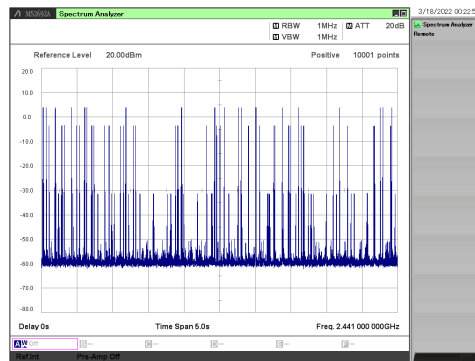 MS2692A Spectrum Analyzer
3/18/2022 00:22:5
RBW 1MHz ATT 20dB
VBW 1MHz
Spectrum Analyzer
Remote
Reference Level 20.00dBm Positive 10001 points
20.0
10.0
0.0
-10.0
-20.0
-30.0
-40.0
-50.0
-60.0
-70.0
-80.0
Delay 0s Time Span 5.0s Freq. 2.441 000 000GHz
Off
Ref.Int Pre-Amp Off